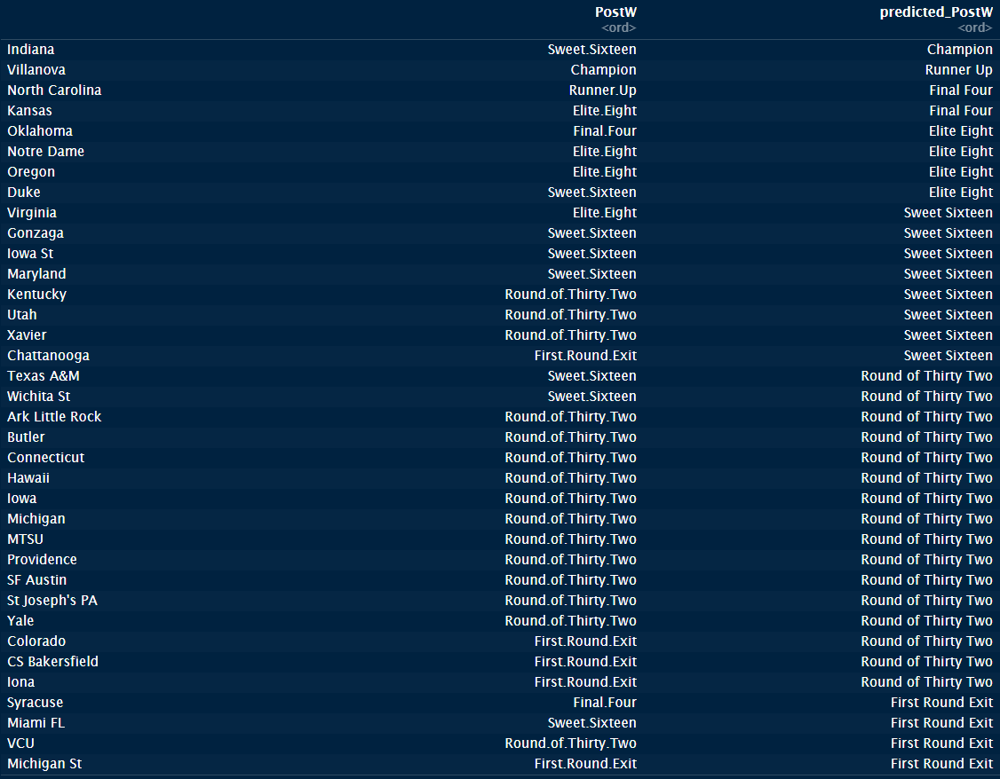 PostW predicted_PostW
<ord> <ord>
Indiana Sweet.Sixteen Champion
Villanova Champion Runner Up
North Carolina Runner.Up Final Four
Kansas Elite.Eight Final Four
Oklahoma Final.Four Elite Eight
Notre Dame Elite.Eight Elite Eight
Oregon Elite.Eight Elite Eight
Duke Sweet.Sixteen Elite Eight
Virginia Elite.Eight Sweet Sixteen
Gonzaga Sweet.Sixteen Sweet Sixteen
Iowa St Sweet.Sixteen Sweet Sixteen
Maryland Sweet.Sixteen Sweet Sixteen
Kentucky Round.of.Thirty.Two Sweet Sixteen
Utah Round.of.Thirty.Two Sweet Sixteen
Xavier Round.of.Thirty.Two Sweet Sixteen
Chattanooga First.Round.Exit Sweet Sixteen
Texas A&M Sweet.Sixteen Round of Thirty Two
Wichita St Sweet.Sixteen Round of Thirty Two
Ark Little Rock Round.of.Thirty.Two Round of Thirty Two
Butler Round.of.Thirty.Two Round of Thirty Two
Connecticut Round.of.Thirty.Two Round of Thirty Two
Hawaii Round.of.Thirty.Two Round of Thirty Two
Iowa Round.of.Thirty.Two Round of Thirty Two
Michigan Round.of.Thirty.Two Round of Thirty Two
MTSU Round.of.Thirty.Two Round of Thirty Two
Providence Round.of.Thirty.Two Round of Thirty Two
SF Austin Round.of.Thirty.Two Round of Thirty Two
St Joseph's PA Round.of.Thirty.Two Round of Thirty Two
Yale Round.of.Thirty.Two Round of Thirty Two
Colorado First.Round.Exit Round of Thirty Two
CS Bakersfield First.Round.Exit Round of Thirty Two
Iona First.Round.Exit Round of Thirty Two
Syracuse Final.Four First Round Exit
Miami FL Sweet.Sixteen First Round Exit
VCU Round.of.Thirty.Two First Round Exit
Michigan St First.Round.Exit First Round Exit